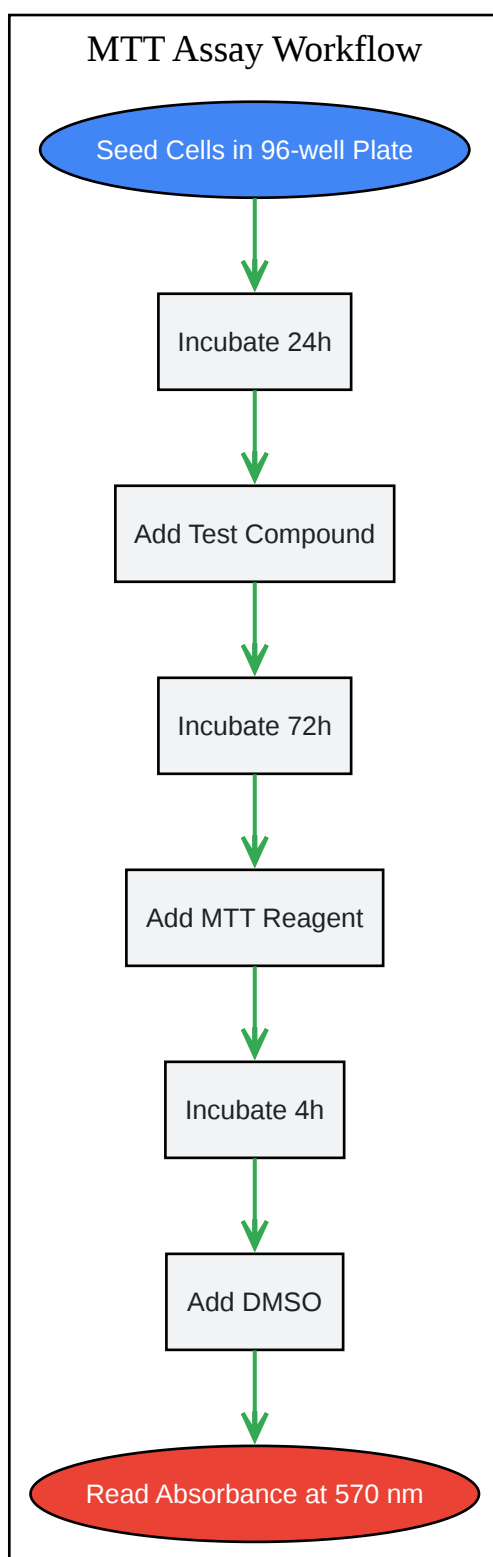 MTT Assay Workflow
Seed Cells in 96-well Plate
Incubate 24h
Add Test Compound
Incubate 72h
Add MTT Reagent
Incubate 4h
Add DMSO
Read Absorbance at 570 nm